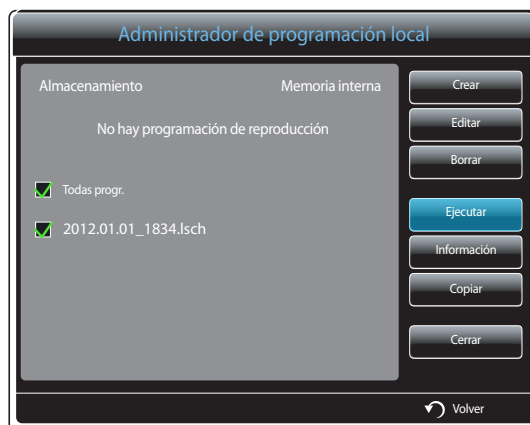 Administrador de programación local
Almacenamiento Memoria interna
No hay programación de reproducción
Todas progr.
2012.01.01_1834.lsch
Crear
Editar
Borrar
Ejecutar
Información
Copiar
Cerrar
Volver